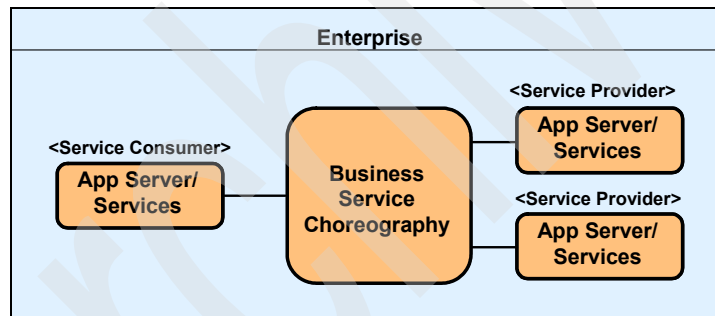 Enterprise
<Service Consumer>
App Server/
Services
Business
Service
Choreography
<Service Provider>
App Server/
Services
<Service Provider>
App Server/
Services